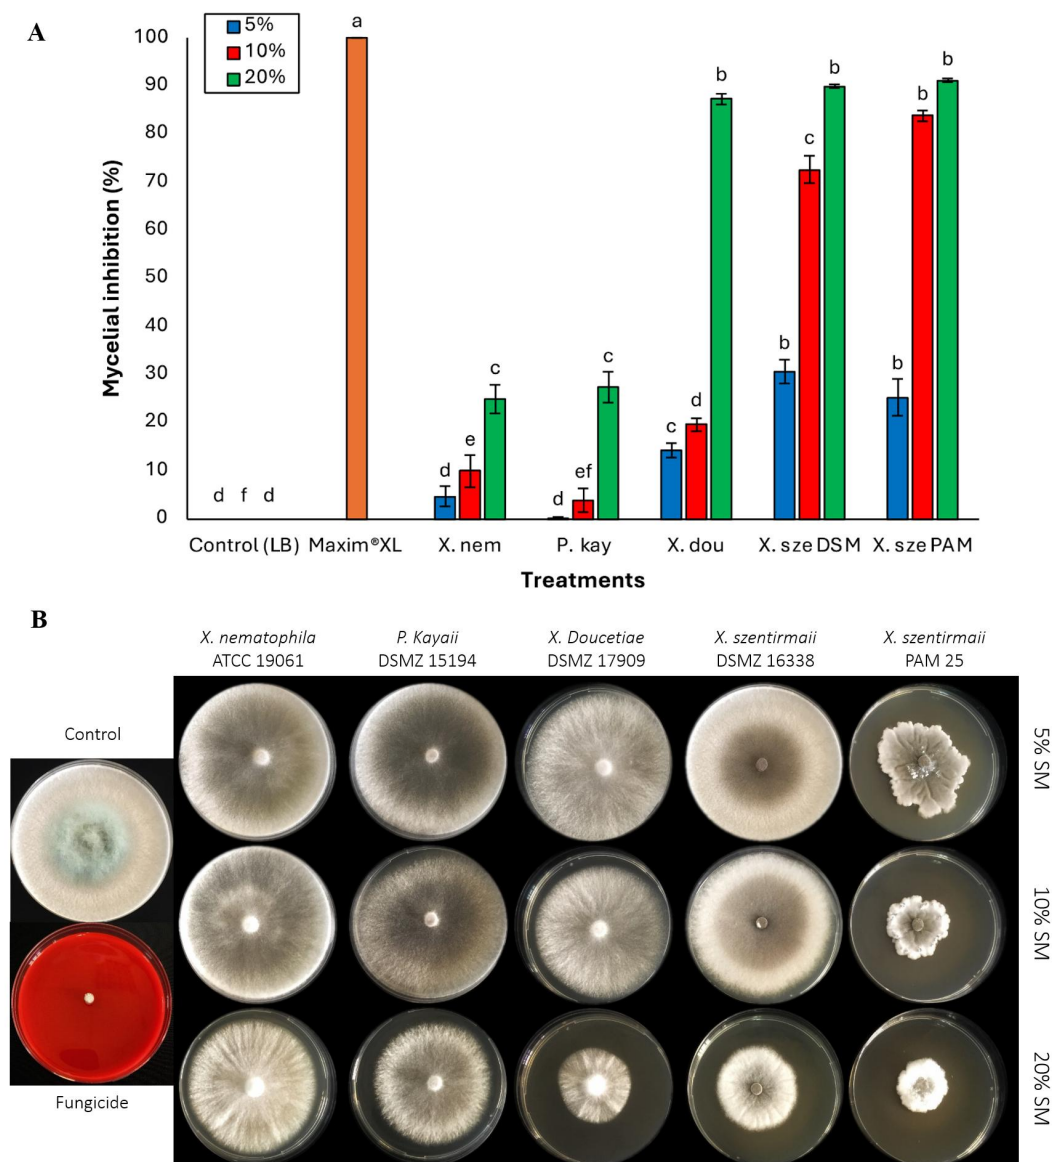 A
5%
10%
20%
Mycelial inhibition (%)
100
90
80
70
60
50
40
30
20
10
0
d f d
a
d e c
d ef c
c d b
b c b
b b b
Control (LB) Maxim®XL X. nem P. kay X. dou X. sze DSM X. sze PAM
Treatments
B
X. nematophila
ATCC 19061
P. Kayaii
DSMZ 15194
X. Doucetiae
DSMZ 17909
X. szentirmaii
DSMZ 16338
X. szentirmaii
PAM 25
Control
Fungicide
5% SM
10% SM
20% SM